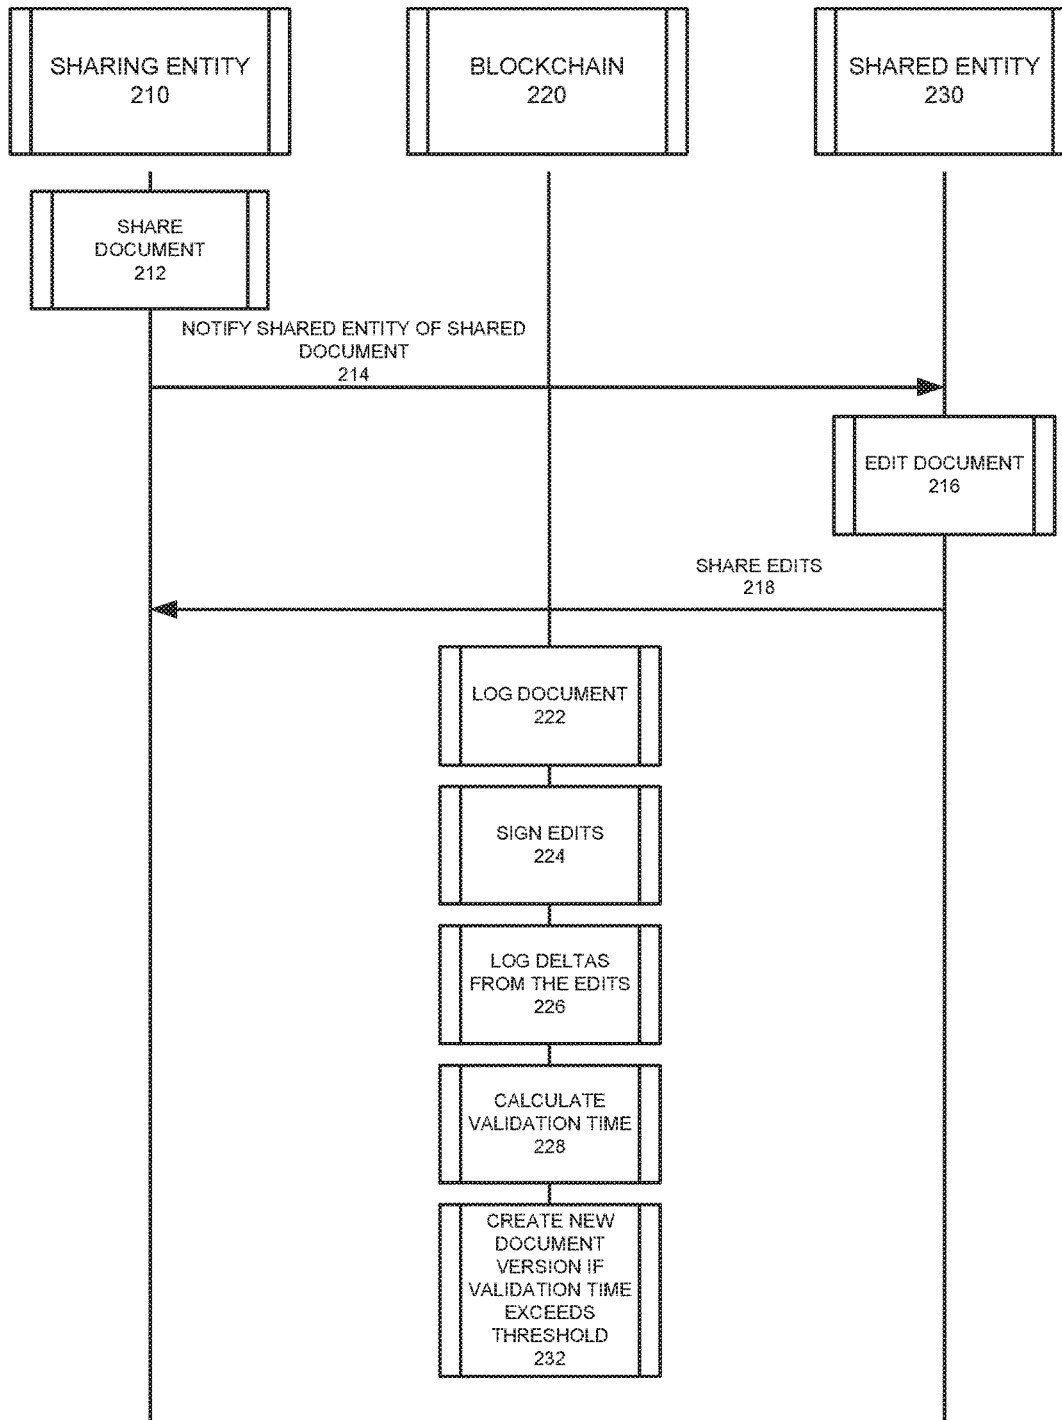 SHARING ENTITY
210
BLOCKCHAIN
220
SHARED ENTITY
230
SHARE
DOCUMENT
212
NOTIFY SHARED ENTITY OF SHARED
DOCUMENT
214
EDIT DOCUMENT
216
SHARE EDITS
218
LOG DOCUMENT
222
SIGN EDITS
224
LOG DELTAS
FROM THE EDITS
226
CALCULATE
VALIDATION TIME
228
CREATE NEW
DOCUMENT
VERSION IF
VALIDATION TIME
EXCEEDS
THRESHOLD
232